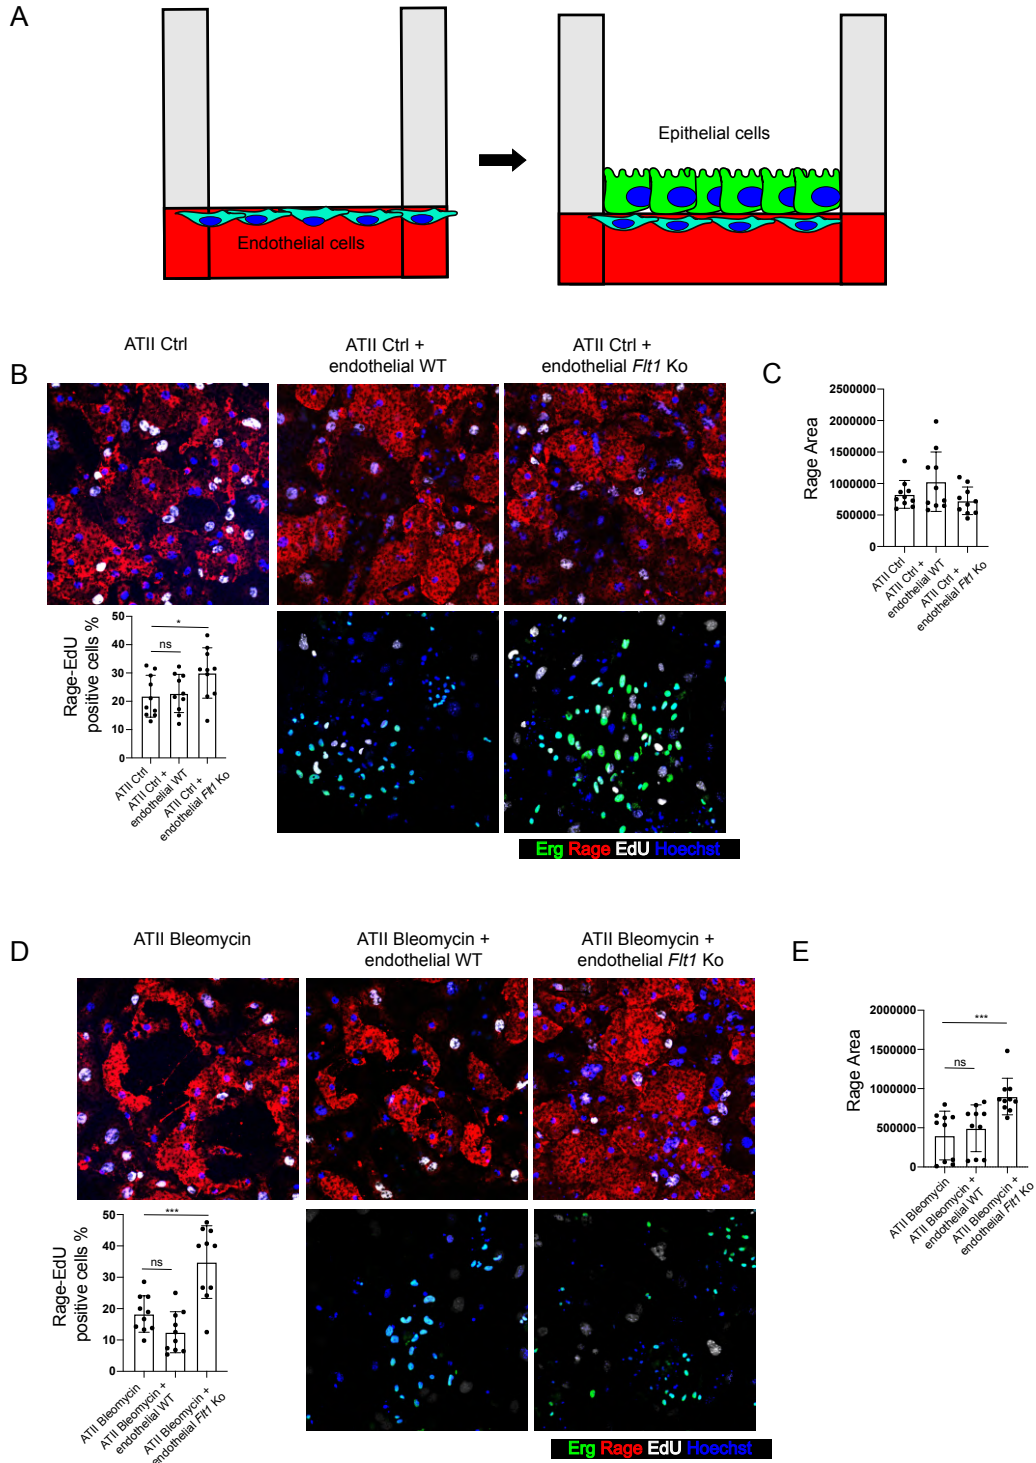 A
Epithelial cells
Endothelial cells
ATII Ctrl
ATII Ctrl +
endothelial WT
ATII Ctrl +
endothelial Flt1 Ko
B
C
2500000
2000000
1500000
1000000
500000
0
Rage Area
ATII Ctrl
ATII Ctrl +
endothelial WT
ATII Ctrl +
endothelial Flt1 Ko
50
40
30
20
10
0
Rage-EdU
positive cells %
*
ns
ATII Ctrl
ATII Ctrl +
endothelial WT
ATII Ctrl +
endothelial Flt1 Ko
Erg Rage EdU Hoechst
D
ATII Bleomycin
ATII Bleomycin +
endothelial WT
ATII Bleomycin +
endothelial Flt1 Ko
E
2000000
1500000
1000000
500000
0
Rage Area
***
ns
ATII Bleomycin
ATII Bleomycin +
endothelial WT
ATII Bleomycin +
endothelial Flt1 Ko
50
40
30
20
10
0
Rage-EdU
positive cells %
***
ns
ATII Bleomycin
ATII Bleomycin +
endothelial WT
ATII Bleomycin +
endothelial Flt1 Ko
Erg Rage EdU Hoechst